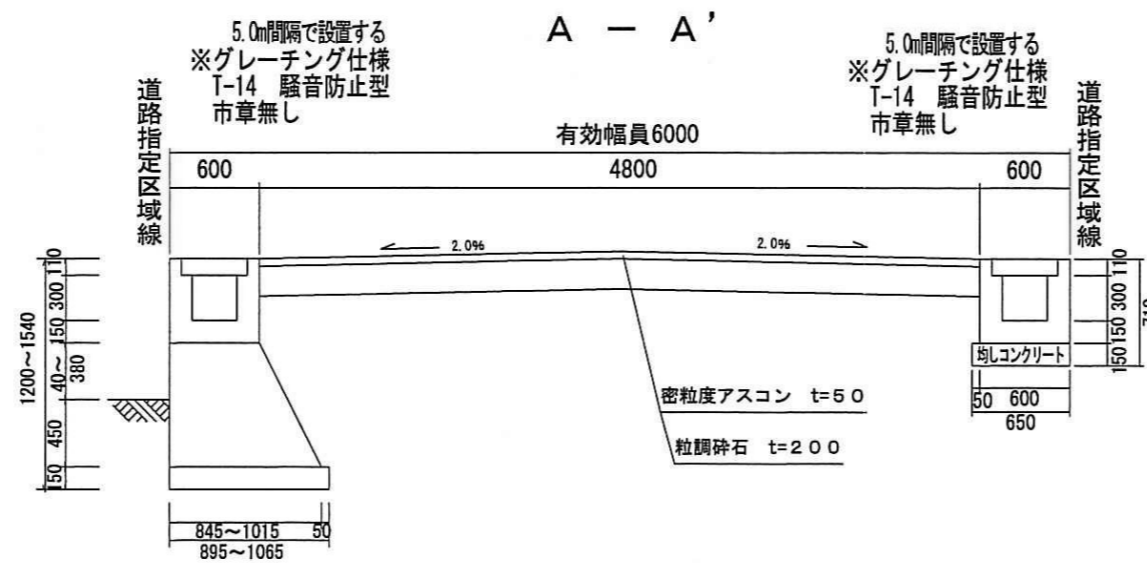 A － A’
5.0m間隔で設置する
※グレーチング仕様
T-14 騒音防止型
市章無し
5.0m間隔で設置する
※グレーチング仕様
T-14 騒音防止型
市章無し
道路指定区域線
道路指定区域線
有効幅員6000
600
4800
600
2.0%
2.0%
110
300
150
40～380
450
150
1200～1540
110
300
150
150
710
均しコンクリート
50
600
650
密粒度アスコン t=50
粒調砕石 t=200
845～1015
50
895～1065